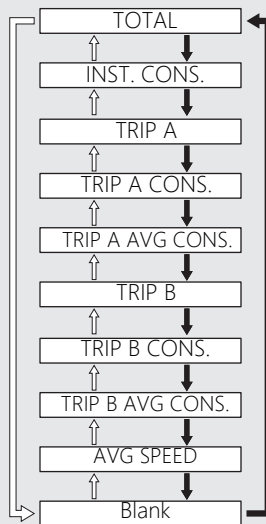 TOTAL
INST. CONS.
TRIP A
TRIP A CONS.
TRIP A AVG CONS.
TRIP B
TRIP B CONS.
TRIP B AVG CONS.
AVG SPEED
Blank